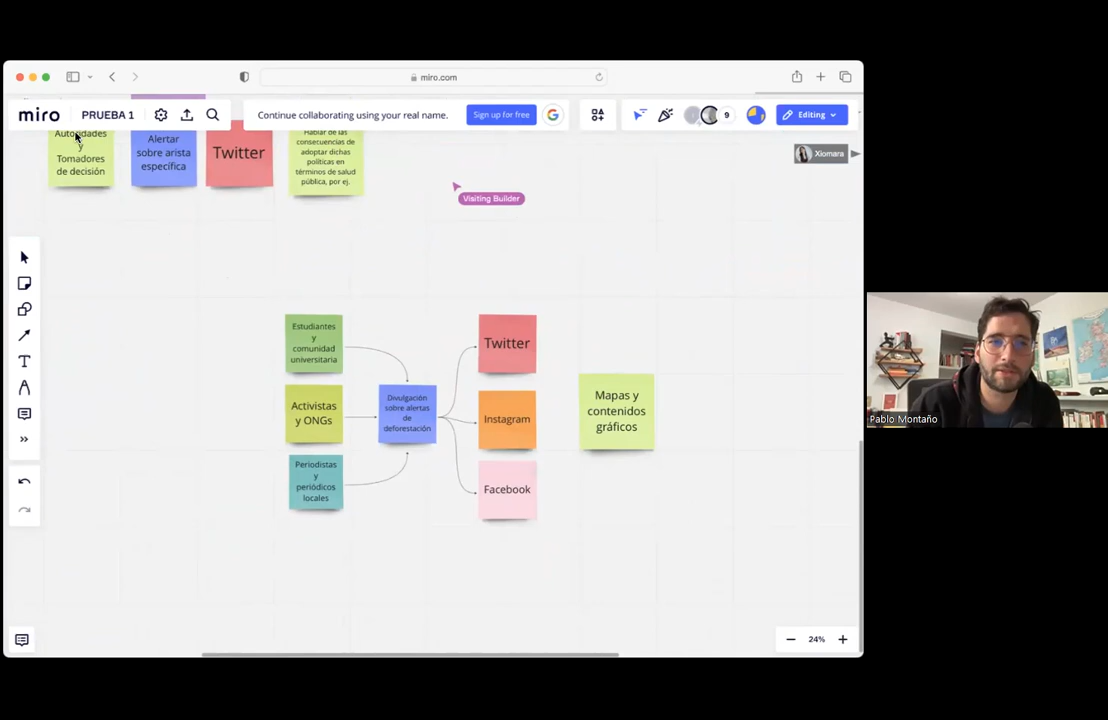 miro.com
miro
PRUEBA 1
Continue collaborating using your real name.
Sign up for free
9
Editing
Xiomara
Autoridades
y
Tomadores
de decisión
Alertar
sobre arista
específica
Twitter
Hablar de las
consecuencias de
adoptar dichas
políticas en
términos de salud
pública, por ej.
Visiting Builder
Estudiantes
y
comunidad
universitaria
Activistas
y ONGs
Periodistas
y
periódicos
locales
Divulgación
sobre alertas
de
deforestación
Twitter
Instagram
Facebook
Mapas y
contenidos
gráficos
Pablo Montaño
24%